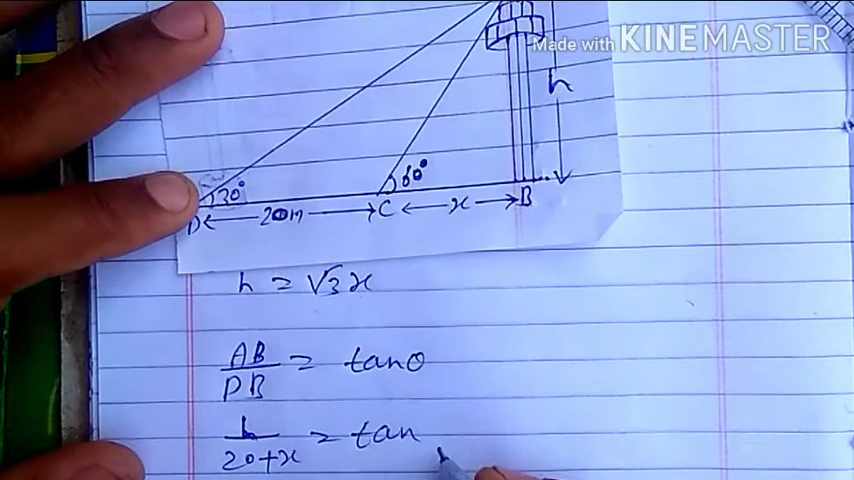 Made with KINEMASTER
h
30° 60°
D 20m C x B
h = √3x
AB/DB = tanθ
h/20+x = tan